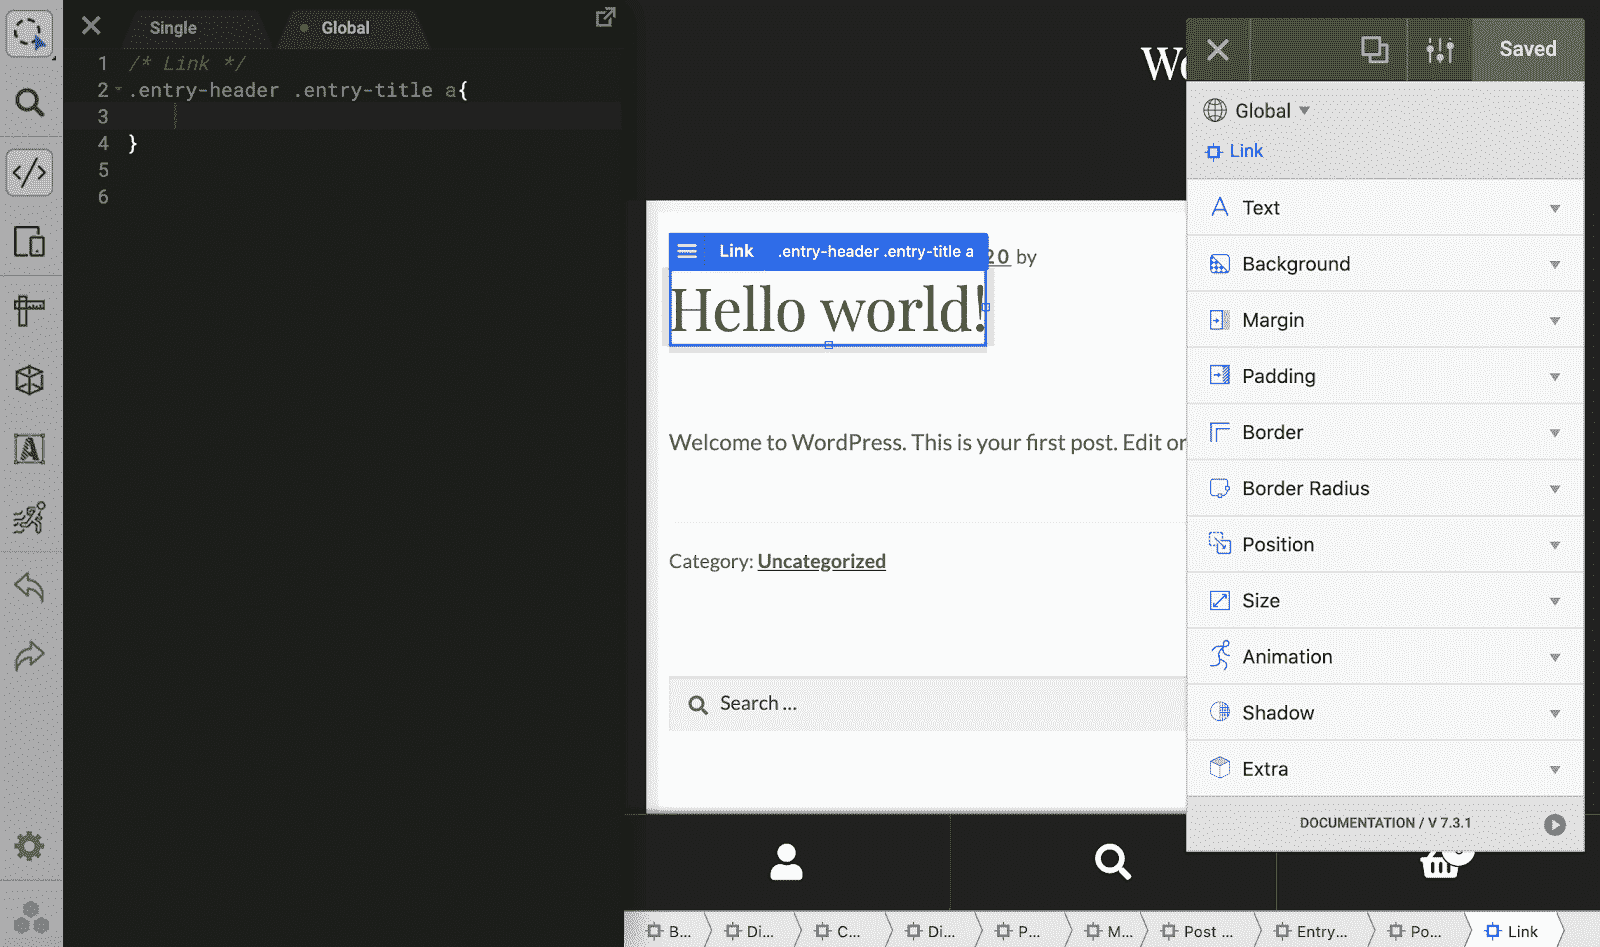 Single
Global
1 /* Link */
2 .entry-header .entry-title a{
3
4 }
5
6
Saved
Global
Link
Text
Background
Margin
Padding
Border
Border Radius
Position
Size
Animation
Shadow
Extra
DOCUMENTATION / V 7.3.1
Link .entry-header .entry-title a
20 by
Hello world!
Welcome to WordPress. This is your first post. Edit or
Category: Uncategorized
Search ...
B... Di... C... Di... P... M... Post ... Entry... Po... Link